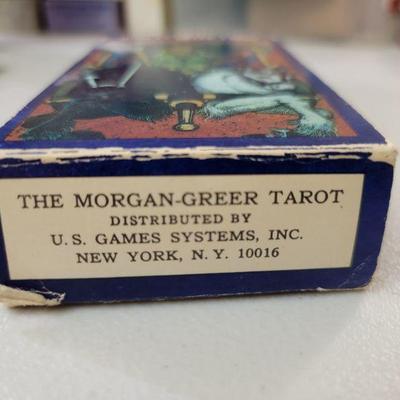 THE MORGAN-GREER TAROT
DISTRIBUTED BY
U.S. GAMES SYSTEMS, INC.
NEW YORK, N.Y. 10016